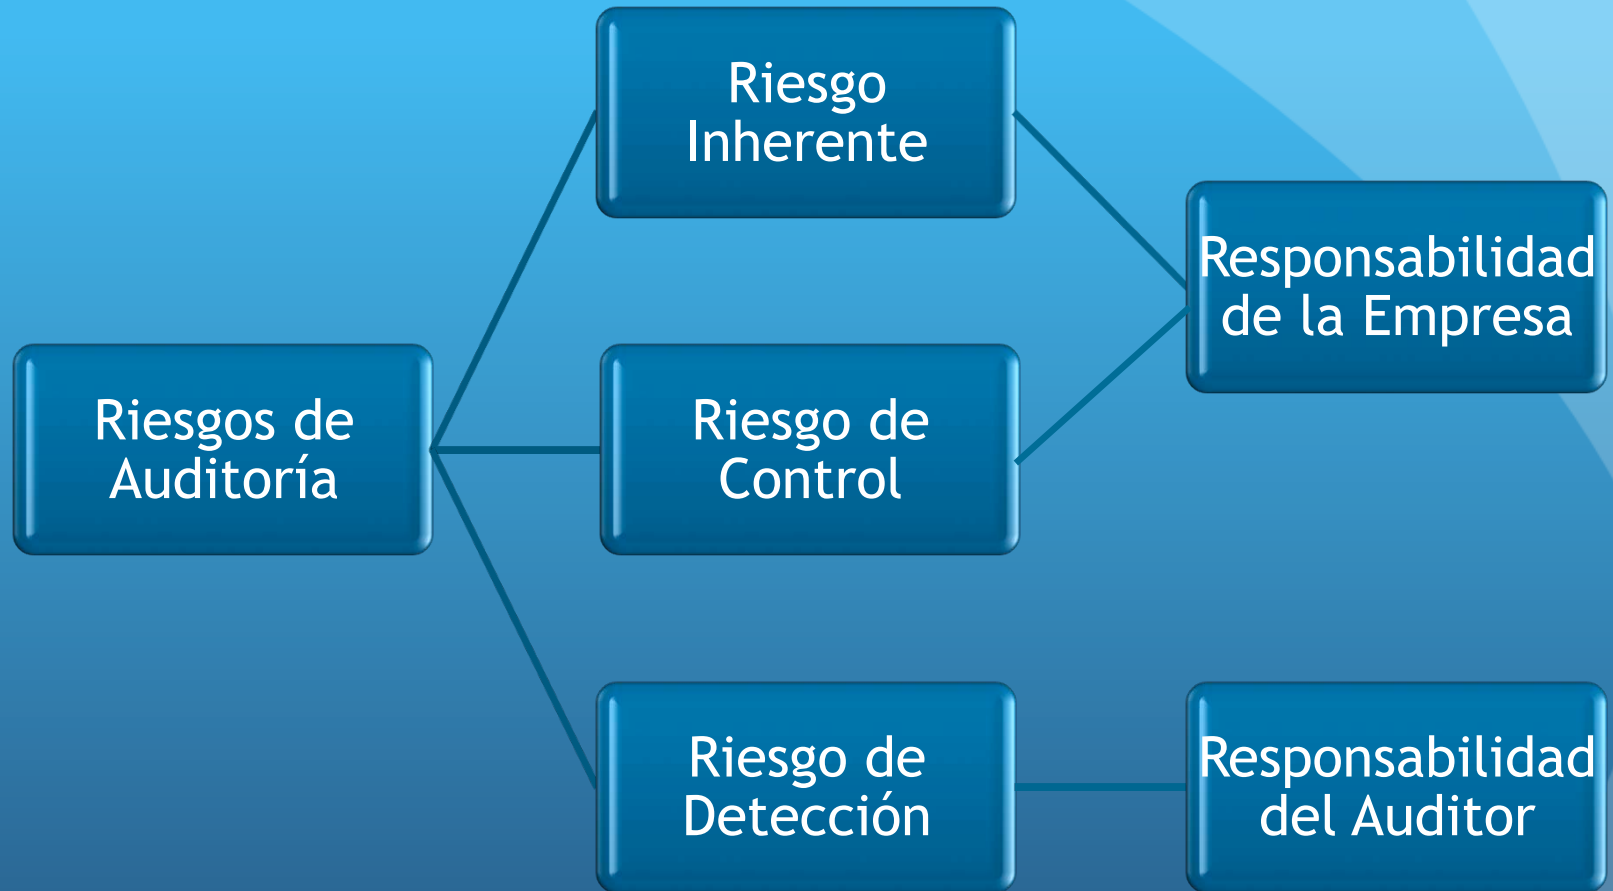 Riesgos de
Auditoría
Riesgo
Inherente
Riesgo de
Control
Riesgo de
Detección
Responsabilidad
de la Empresa
Responsabilidad
del Auditor